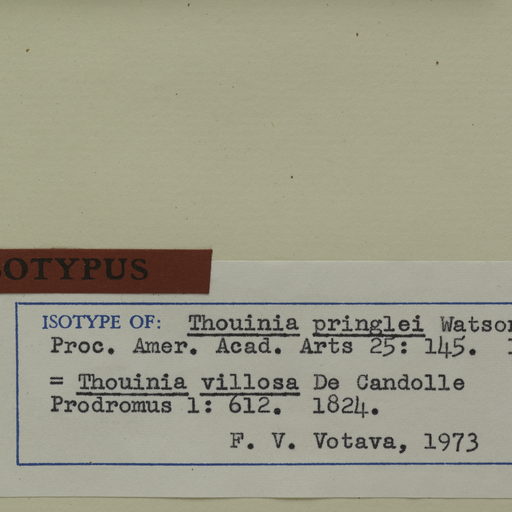 OTYPUS
ISOTYPE OF: Thouinia pringlei Watson
Proc. Amer. Acad. Arts 25: 145.
= Thouinia villosa De Candolle
Prodromus 1: 612. 1824.
F. V. Votava, 1973